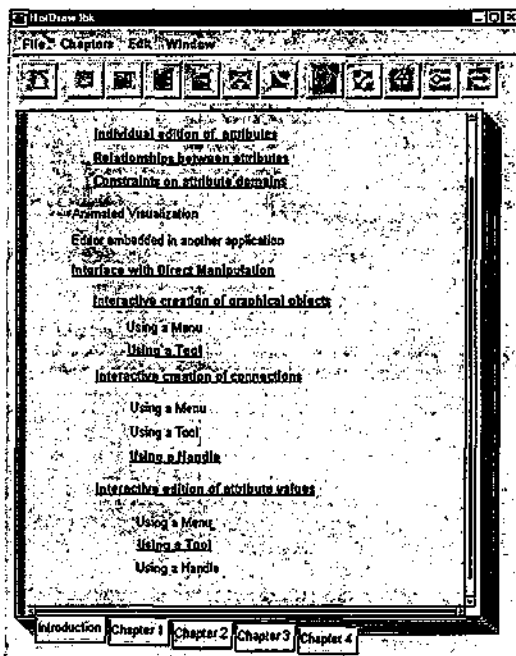 HotDraw.tbk
File Chapters Edit Window
Individual edition of attributes
Relationships between attributes
Constraints on attribute domains
Animated Visualization
Editor embedded in another application
Interface with Direct Manipulation
Interactive creation of graphical objects
Using a Menu
Using a Tool
Interactive creation of connections
Using a Menu
Using a Tool
Using a Handle
Interactive edition of attribute values
Using a Menu
Using a Tool
Using a Handle
Introduction Chapter 1 Chapter 2 Chapter 3 Chapter 4